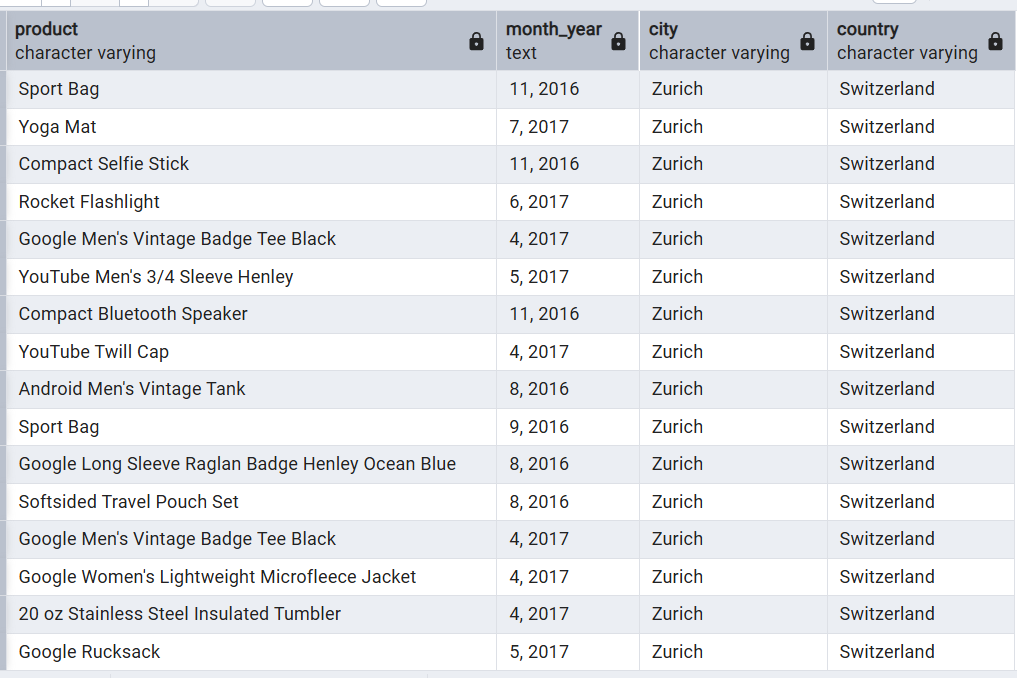 product month_year city country
character varying text character varying character varying
Sport Bag 11, 2016 Zurich Switzerland
Yoga Mat 7, 2017 Zurich Switzerland
Compact Selfie Stick 11, 2016 Zurich Switzerland
Rocket Flashlight 6, 2017 Zurich Switzerland
Google Men's Vintage Badge Tee Black 4, 2017 Zurich Switzerland
YouTube Men's 3/4 Sleeve Henley 5, 2017 Zurich Switzerland
Compact Bluetooth Speaker 11, 2016 Zurich Switzerland
YouTube Twill Cap 4, 2017 Zurich Switzerland
Android Men's Vintage Tank 8, 2016 Zurich Switzerland
Sport Bag 9, 2016 Zurich Switzerland
Google Long Sleeve Raglan Badge Henley Ocean Blue 8, 2016 Zurich Switzerland
Softsided Travel Pouch Set 8, 2016 Zurich Switzerland
Google Men's Vintage Badge Tee Black 4, 2017 Zurich Switzerland
Google Women's Lightweight Microfleece Jacket 4, 2017 Zurich Switzerland
20 oz Stainless Steel Insulated Tumbler 4, 2017 Zurich Switzerland
Google Rucksack 5, 2017 Zurich Switzerland